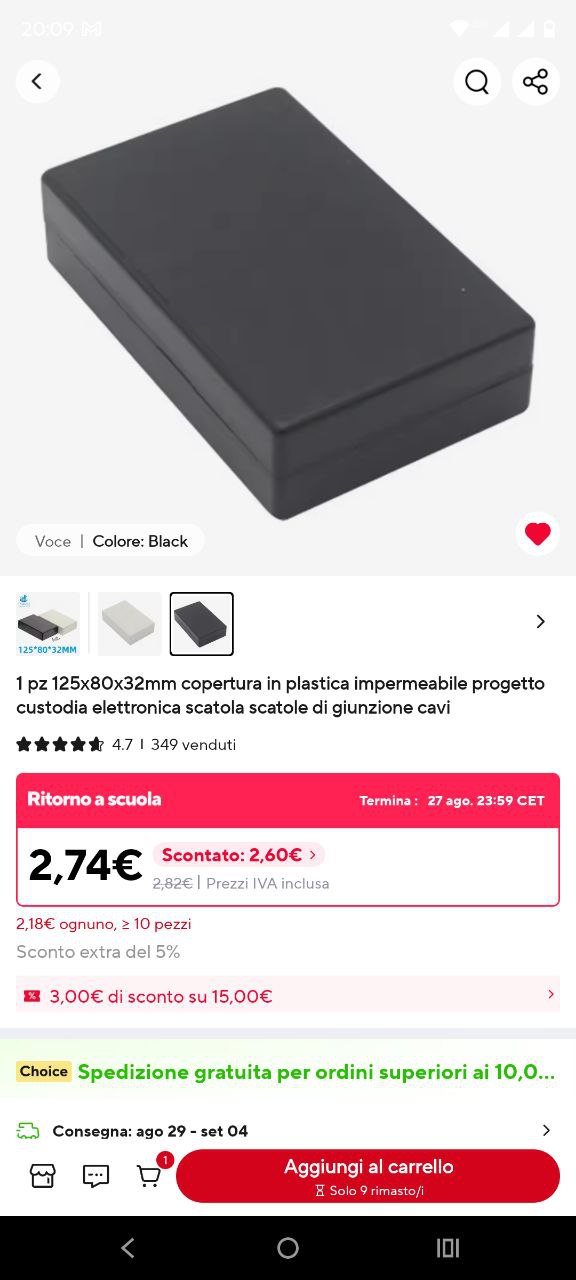 20:09
Voce | Colore: Black
125*80*32MM
1 pz 125x80x32mm copertura in plastica impermeabile progetto
custodia elettronica scatola scatole di giunzione cavi
4.7 | 349 venduti
Ritorno a scuola
Termina : 27 ago. 23:59 CET
2,74€
Scontato: 2,60€ >
2,82€ | Prezzi IVA inclusa
2,18€ ognuno, ≥ 10 pezzi
Sconto extra del 5%
3,00€ di sconto su 15,00€
Choice Spedizione gratuita per ordini superiori ai 10,0...
Consegna: ago 29 - set 04
1
Aggiungi al carrello
Solo 9 rimasto/i